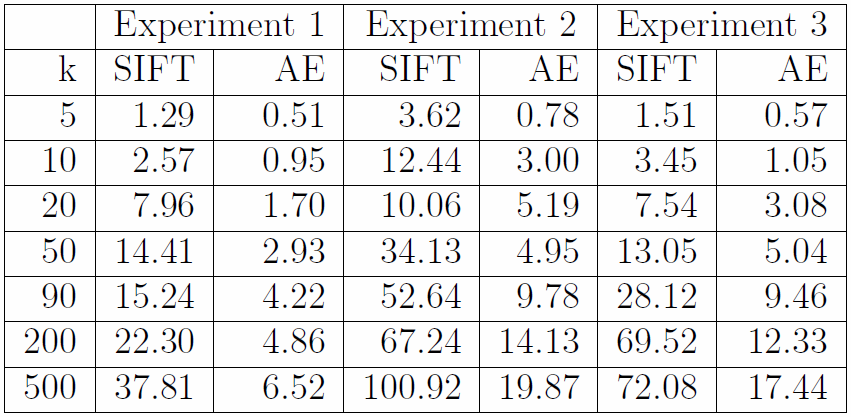 Experiment 1 Experiment 2 Experiment 3
k SIFT AE SIFT AE SIFT AE
5 1.29 0.51 3.62 0.78 1.51 0.57
10 2.57 0.95 12.44 3.00 3.45 1.05
20 7.96 1.70 10.06 5.19 7.54 3.08
50 14.41 2.93 34.13 4.95 13.05 5.04
90 15.24 4.22 52.64 9.78 28.12 9.46
200 22.30 4.86 67.24 14.13 69.52 12.33
500 37.81 6.52 100.92 19.87 72.08 17.44